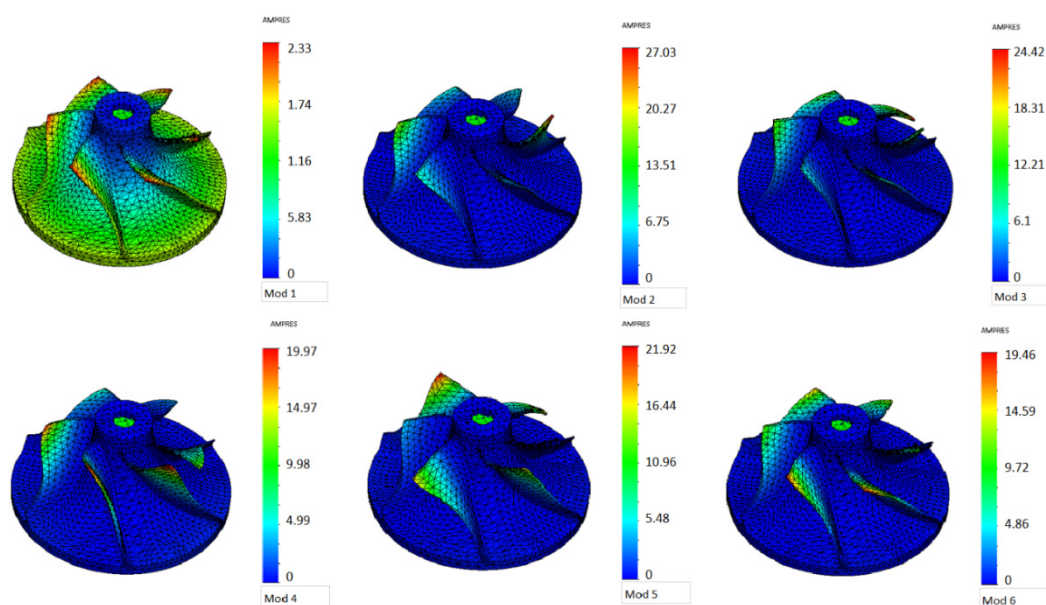 AMPRES
2.33
1.74
1.16
5.83
0
Mod 1
AMPRES
27.03
20.27
13.51
6.75
0
Mod 2
AMPRES
24.42
18.31
12.21
6.1
0
Mod 3
AMPRES
19.97
14.97
9.98
4.99
0
Mod 4
AMPRES
21.92
16.44
10.96
5.48
0
Mod 5
AMPRES
19.46
14.59
9.72
4.86
0
Mod 6